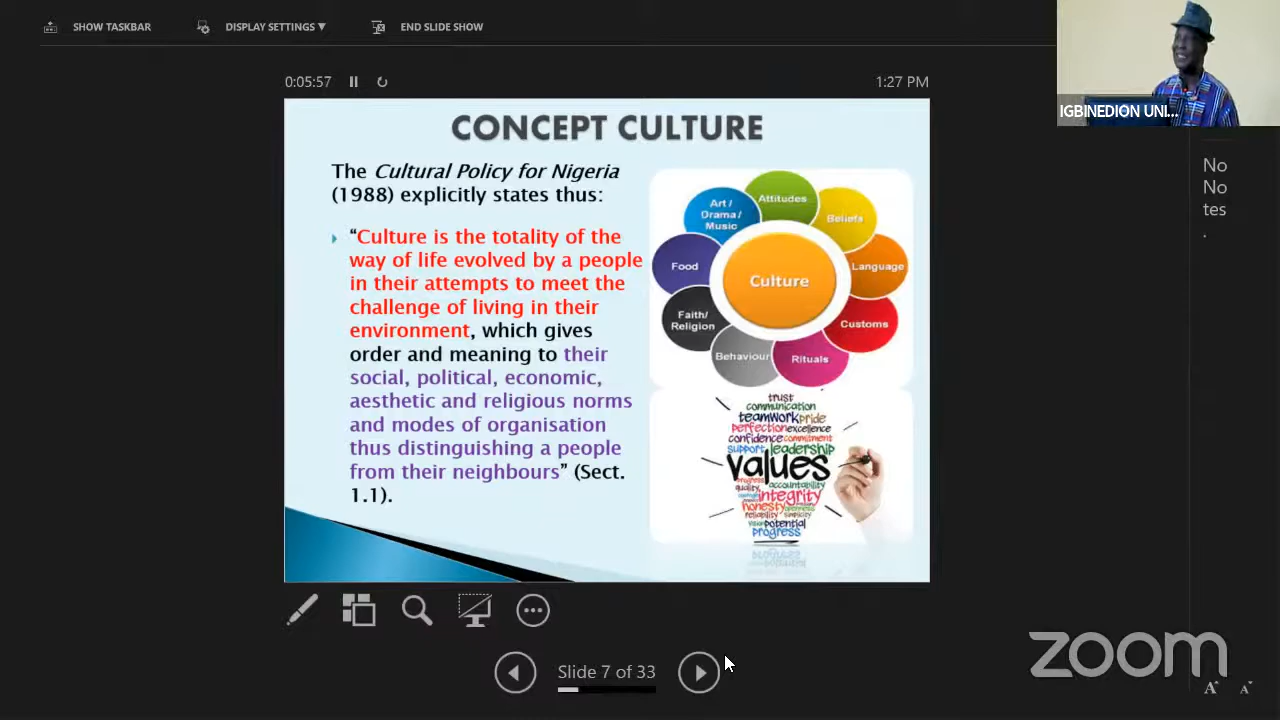 SHOW TASKBAR
DISPLAY SETTINGS ▼
END SLIDE SHOW
IGBINEDION UNI...
0:05:57
1:27 PM
CONCEPT CULTURE
The Cultural Policy for Nigeria
(1988) explicitly states thus:
“Culture is the totality of the
way of life evolved by a people
in their attempts to meet the
challenge of living in their
environment, which gives
order and meaning to their
social, political, economic,
aesthetic and religious norms
and modes of organisation
thus distinguishing a people
from their neighbours” (Sect.
1.1).
Attitudes
Art /
Drama /
Music
Beliefs
Food
Culture
Language
Faith/
Religion
Customs
Behaviour
Rituals
trust
communication
teamwork pride
perfection excellence
confidence commitment
support leadership
values
progress
quality accountability
integrity
honesty
reliability simplicity
vision potential
progress
No
No
tes
.
Slide 7 of 33
zoom
A A